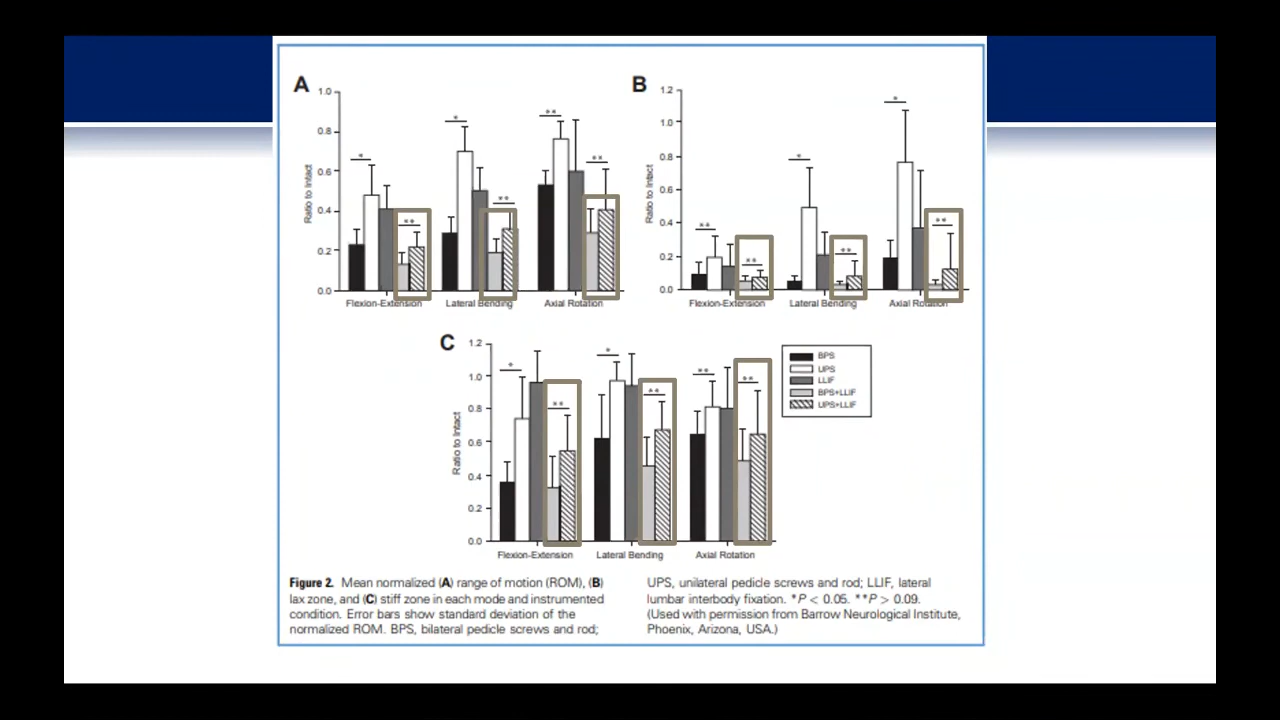 A
1.0
0.8
0.6
0.4
0.2
0.0
Ratio to Intact
*
**
*
**
**
**
Flexion-Extension
Lateral Bending
Axial Rotation
B
1.2
1.0
0.8
0.6
0.4
0.2
0.0
Ratio to Intact
**
**
*
**
*
**
Flexion-Extension
Lateral Bending
Axial Rotation
C
1.2
1.0
0.8
0.6
0.4
0.2
0.0
Ratio to Intact
*
**
*
**
**
**
Flexion-Extension
Lateral Bending
Axial Rotation
BPS
UPS
LLIF
BPS+LLIF
UPS+LLIF
Figure 2. Mean normalized (A) range of motion (ROM), (B)
lax zone, and (C) stiff zone in each mode and instrumented
condition. Error bars show standard deviation of the
normalized ROM. BPS, bilateral pedicle screws and rod;
UPS, unilateral pedicle screws and rod; LLIF, lateral
lumbar interbody fixation. *P < 0.05. **P > 0.09.
(Used with permission from Barrow Neurological Institute,
Phoenix, Arizona, USA.)